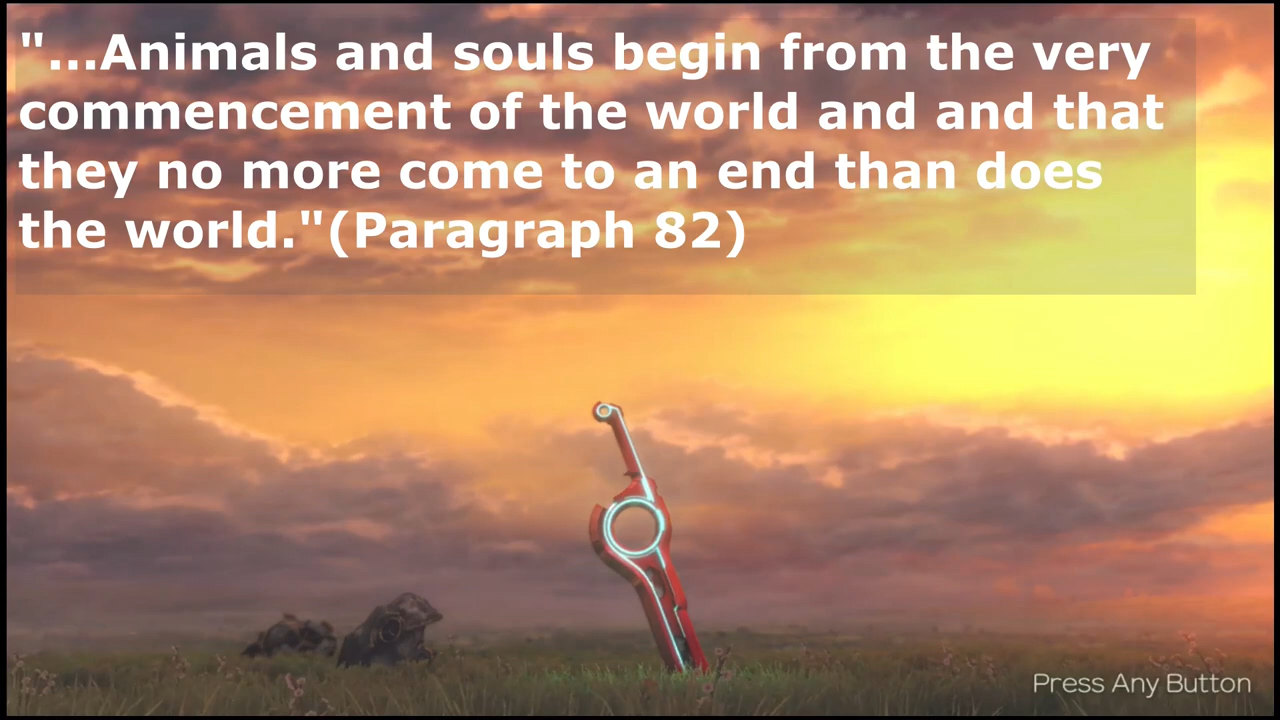 "...Animals and souls begin from the very
commencement of the world and and that
they no more come to an end than does
the world."(Paragraph 82)
Press Any Button